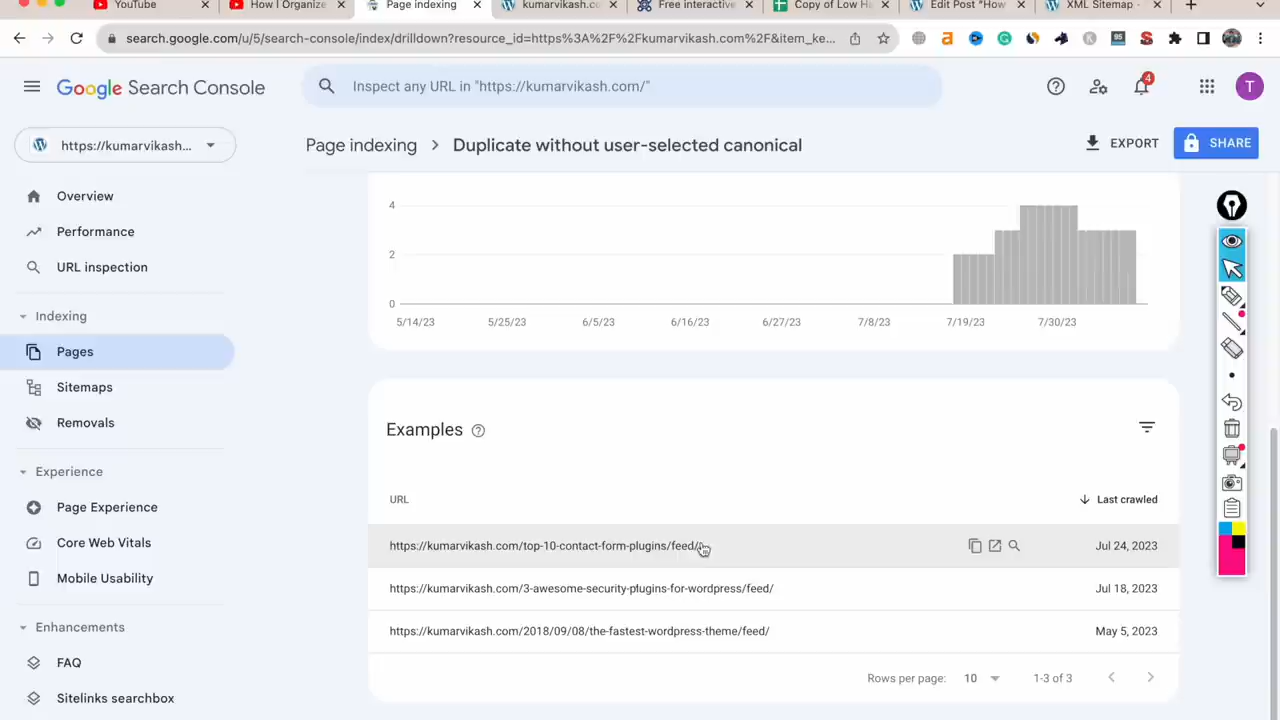 YouTube
How I Organize
Page indexing
kumarvikash.co
Free interactive
Copy of Low Ha
Edit Post "How
XML Sitemap -
search.google.com/u/5/search-console/index/drilldown?resource_id=https%3A%2F%2Fkumarvikash.com%2F&item_ke...
Google Search Console
Inspect any URL in "https://kumarvikash.com/"
4
T
https://kumarvikash...
Page indexing > Duplicate without user-selected canonical
EXPORT
SHARE
Overview
Performance
URL inspection
Indexing
Pages
Sitemaps
Removals
Experience
Page Experience
Core Web Vitals
Mobile Usability
Enhancements
FAQ
Sitelinks searchbox
4
2
0
5/14/23 5/25/23 6/5/23 6/16/23 6/27/23 7/8/23 7/19/23 7/30/23
Examples
URL
Last crawled
https://kumarvikash.com/top-10-contact-form-plugins/feed/
Jul 24, 2023
https://kumarvikash.com/3-awesome-security-plugins-for-wordpress/feed/
Jul 18, 2023
https://kumarvikash.com/2018/09/08/the-fastest-wordpress-theme/feed/
May 5, 2023
Rows per page: 10 1-3 of 3